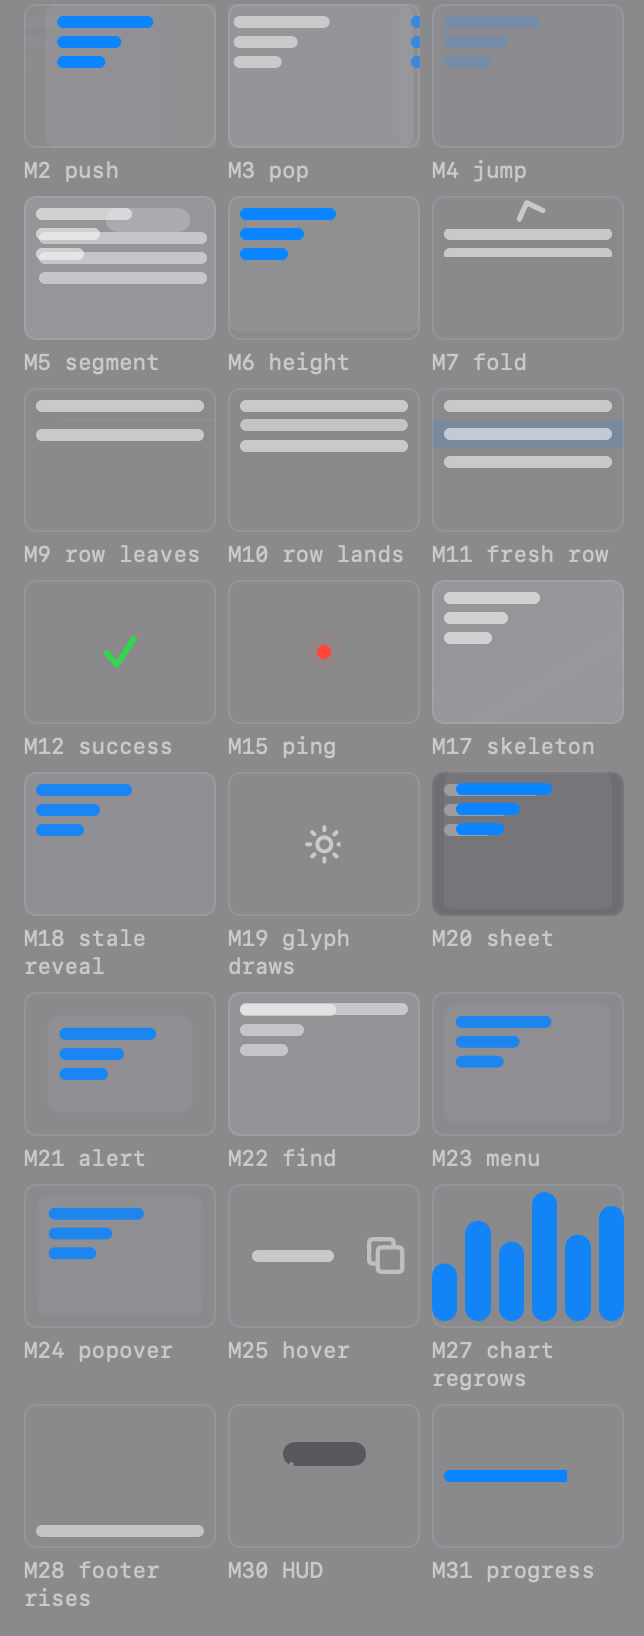 M2 push
M3 pop
M4 jump
M5 segment
M6 height
M7 fold
M9 row leaves
M10 row lands
M11 fresh row
M12 success
M15 ping
M17 skeleton
M18 stale
reveal
M19 glyph
draws
M20 sheet
M21 alert
M22 find
M23 menu
M24 popover
M25 hover
M27 chart
regrows
M28 footer
rises
M30 HUD
M31 progress